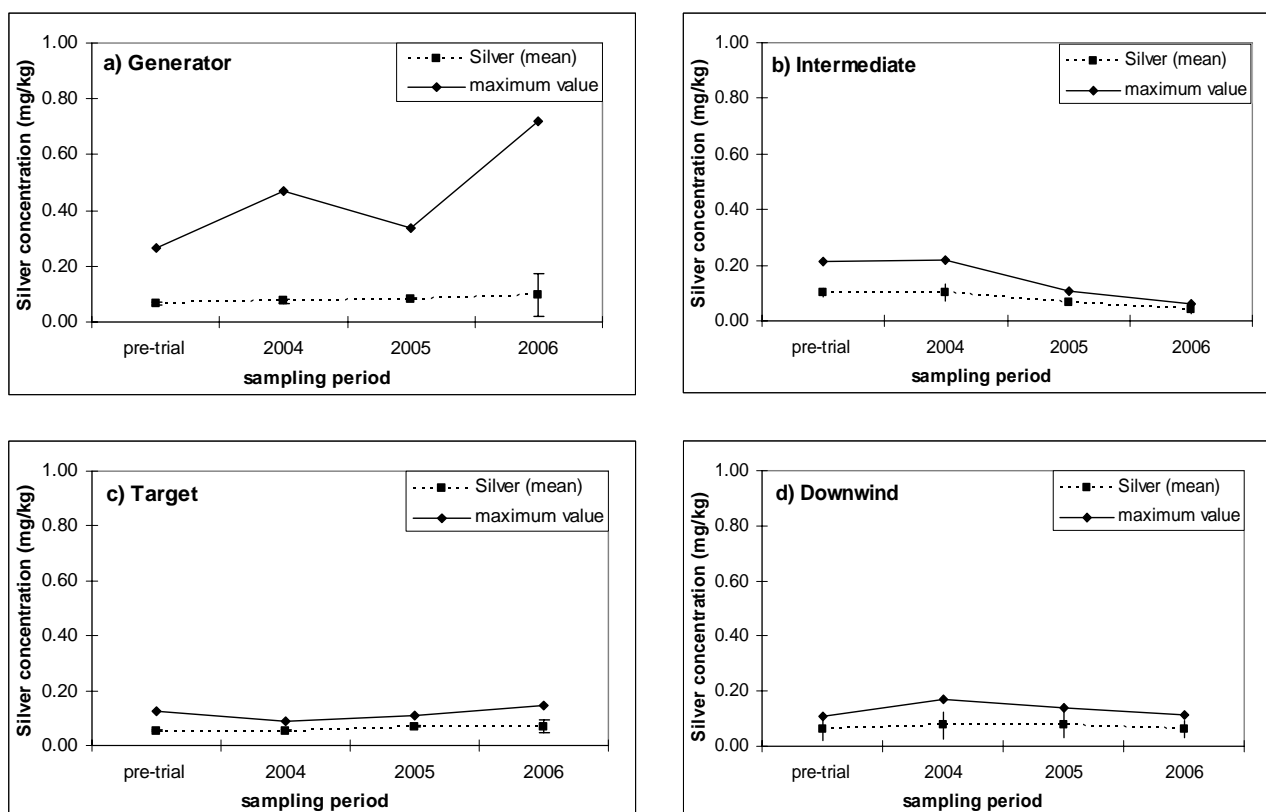 a) Generator
Silver (mean)
maximum value
Silver concentration (mg/kg)
1.00
0.80
0.60
0.40
0.20
0.00
pre-trial 2004 2005 2006
sampling period
b) Intermediate
Silver (mean)
maximum value
Silver concentration (mg/kg)
1.00
0.80
0.60
0.40
0.20
0.00
pre-trial 2004 2005 2006
sampling period
c) Target
Silver (mean)
maximum value
Silver concentration (mg/kg)
1.00
0.80
0.60
0.40
0.20
0.00
pre-trial 2004 2005 2006
sampling period
d) Downwind
Silver (mean)
maximum value
Silver concentration (mg/kg)
1.00
0.80
0.60
0.40
0.20
0.00
pre-trial 2004 2005 2006
sampling period